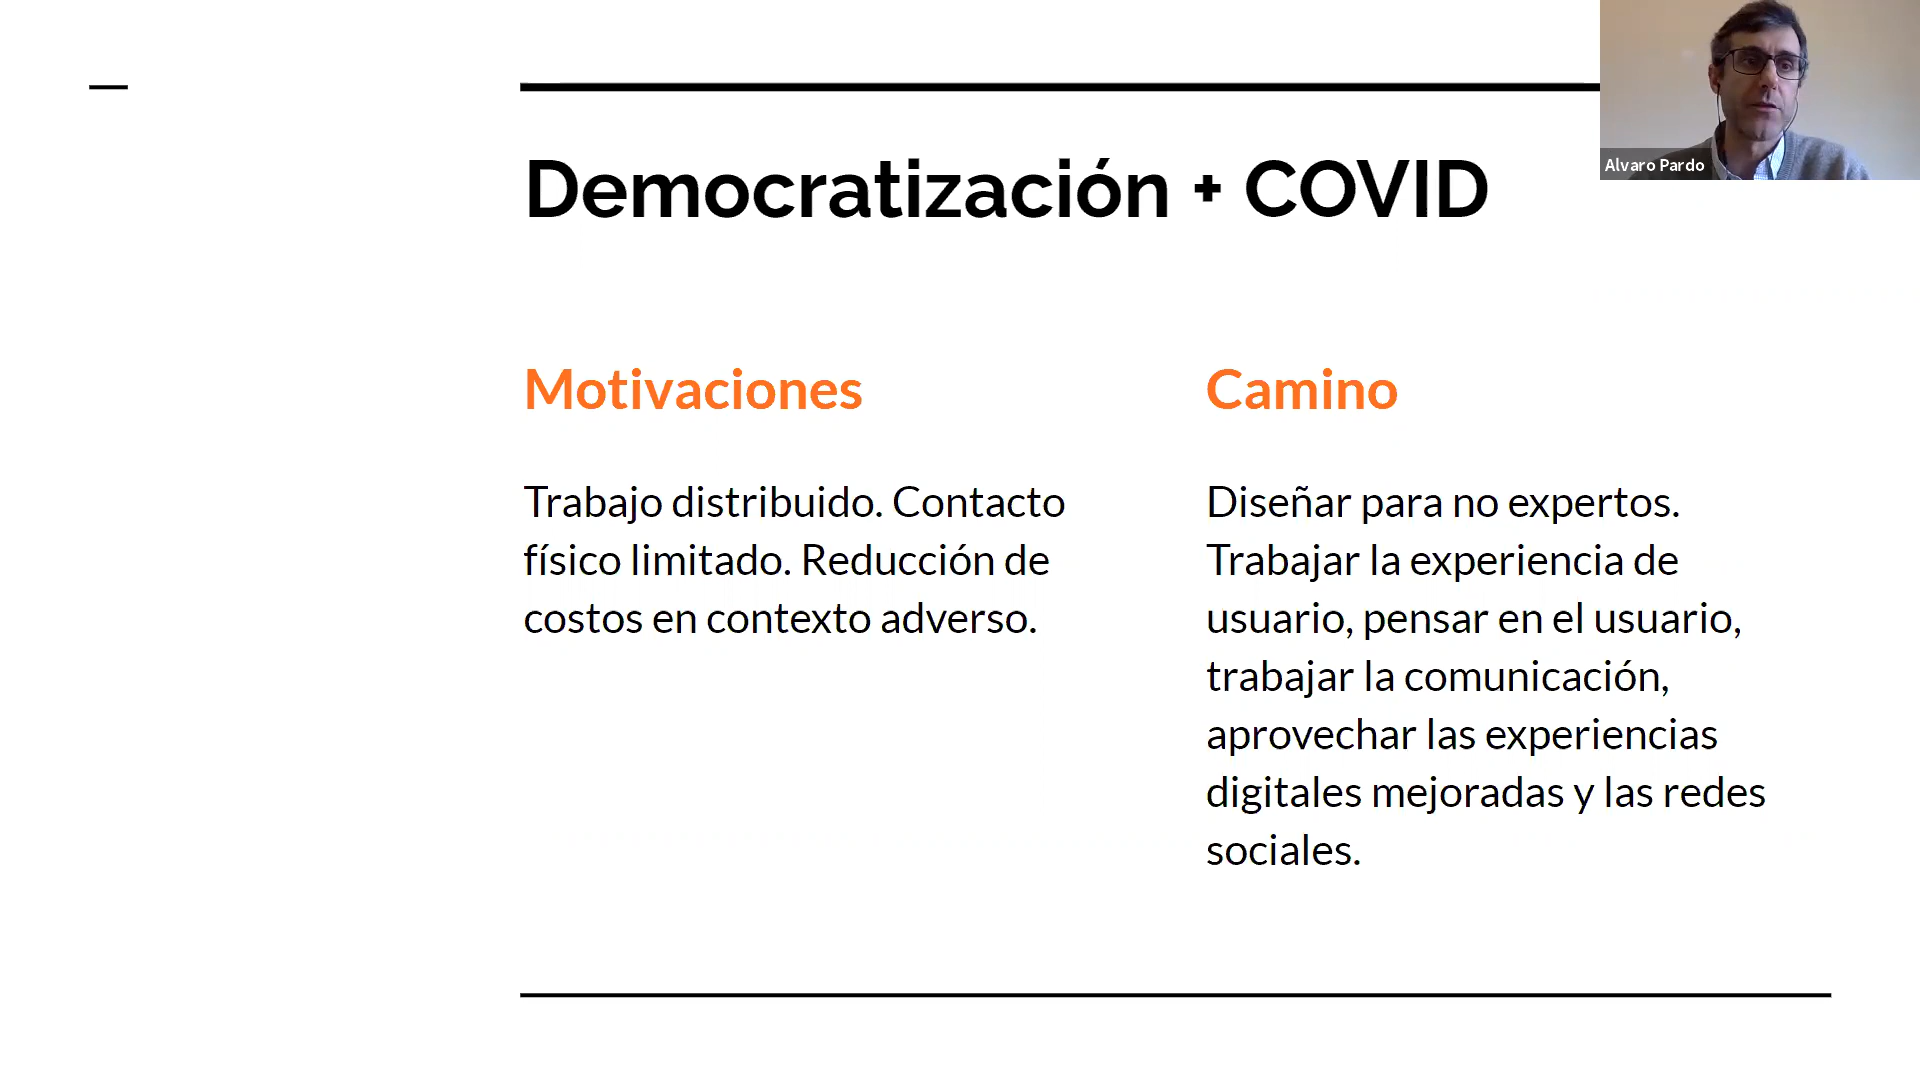 Democratización + COVID
Alvaro Pardo
Motivaciones
Trabajo distribuido. Contacto
físico limitado. Reducción de
costos en contexto adverso.
Camino
Diseñar para no expertos.
Trabajar la experiencia de
usuario, pensar en el usuario,
trabajar la comunicación,
aprovechar las experiencias
digitales mejoradas y las redes
sociales.